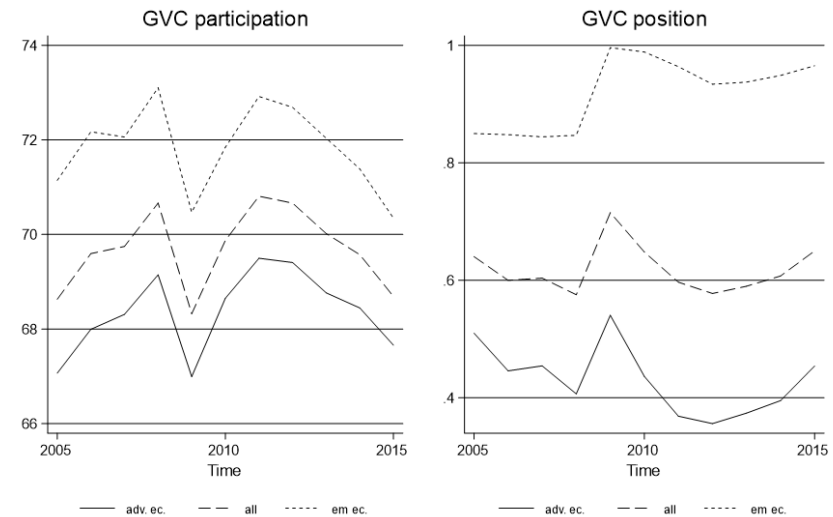 GVC participation
74
72
70
68
66
2005 2010 2015
Time
adv. ec. all em ec.
GVC position
1
.8
.6
.4
2005 2010 2015
Time
adv. ec. all em ec.